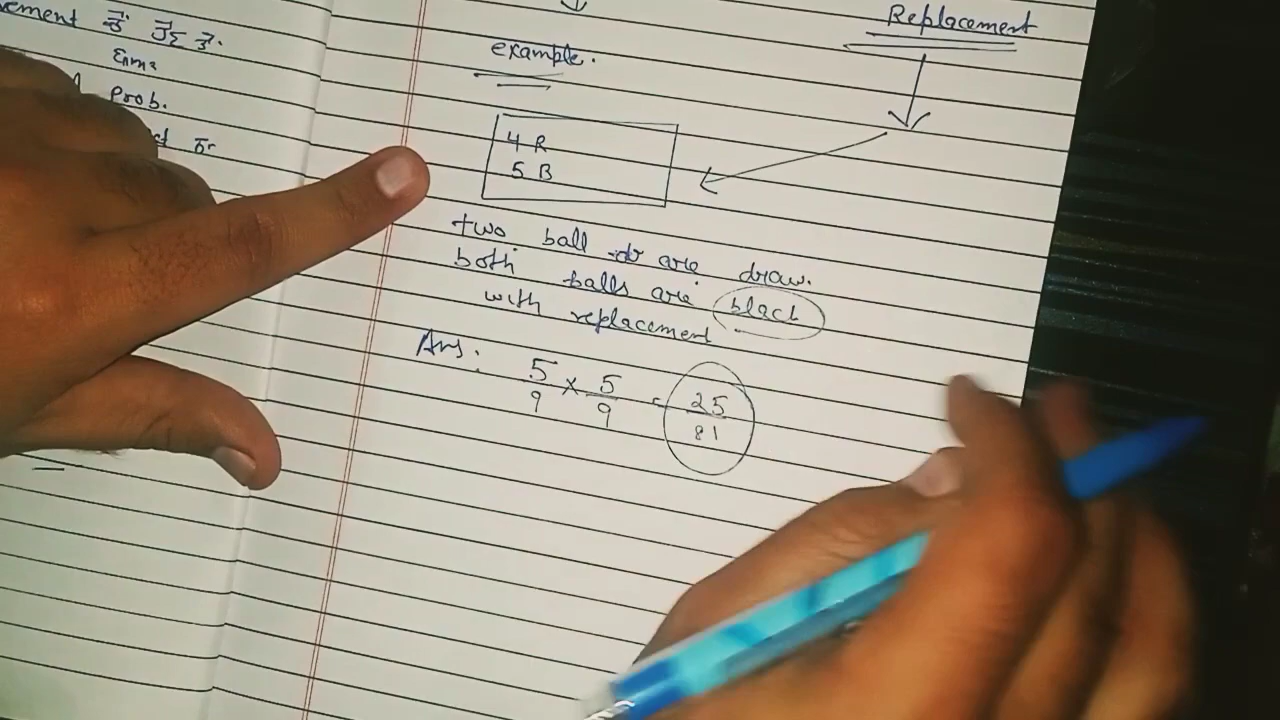 Replacement
example.
4 R
5 B
two ball are draw.
both balls are black
with replacement
Ans: 5/9 × 5/9 = 25/81
Prob.